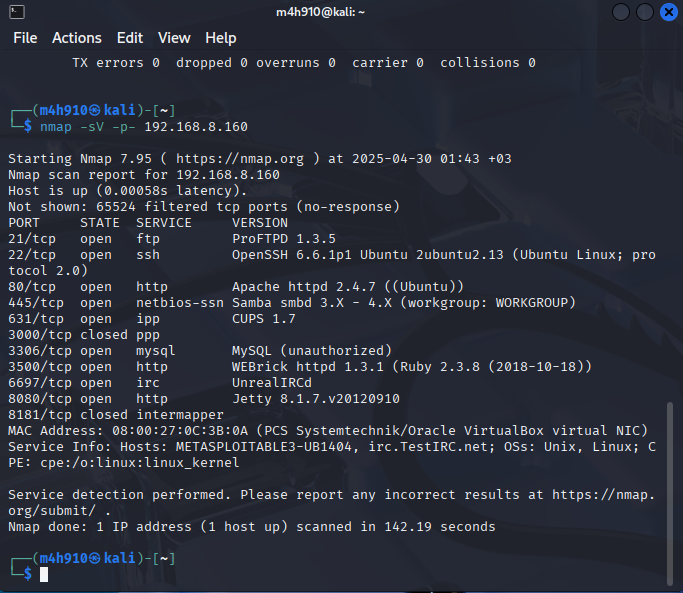 m4h910@kali: ~
File Actions Edit View Help
TX errors 0  dropped 0 overruns 0  carrier 0  collisions 0
┌──(m4h910㉿kali)-[~]
└─$ nmap -sV -p- 192.168.8.160
Starting Nmap 7.95 ( https://nmap.org ) at 2025-04-30 01:43 +03
Nmap scan report for 192.168.8.160
Host is up (0.00058s latency).
Not shown: 65524 filtered tcp ports (no-response)
PORT     STATE  SERVICE     VERSION
21/tcp   open   ftp         ProFTPD 1.3.5
22/tcp   open   ssh         OpenSSH 6.6.1p1 Ubuntu 2ubuntu2.13 (Ubuntu Linux; pro
tocol 2.0)
80/tcp   open   http        Apache httpd 2.4.7 ((Ubuntu))
445/tcp  open   netbios-ssn Samba smbd 3.X - 4.X (workgroup: WORKGROUP)
631/tcp  open   ipp         CUPS 1.7
3000/tcp closed ppp
3306/tcp open   mysql       MySQL (unauthorized)
3500/tcp open   http        WEBrick httpd 1.3.1 (Ruby 2.3.8 (2018-10-18))
6697/tcp open   irc         UnrealIRCd
8080/tcp open   http        Jetty 8.1.7.v20120910
8181/tcp closed intermapper
MAC Address: 08:00:27:0C:3B:0A (PCS Systemtechnik/Oracle VirtualBox virtual NIC)
Service Info: Hosts: METASPLOITABLE3-UB1404, irc.TestIRC.net; OSs: Unix, Linux; C
PE: cpe:/o:linux:linux_kernel
Service detection performed. Please report any incorrect results at https://nmap.
org/submit/ .
Nmap done: 1 IP address (1 host up) scanned in 142.19 seconds
┌──(m4h910㉿kali)-[~]
└─$